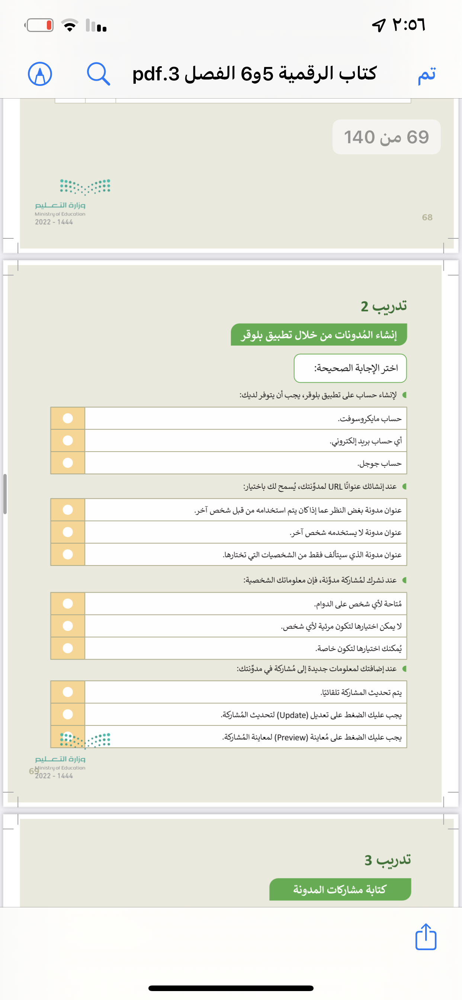 ٢:٥٦
تم
كتاب الرقمية 5و6 الفصل 3.pdf
69 من 140
وزارة التعـــليم
Ministry of Education
2022 - 1444
68
تدريب 2
إنشاء المُدونات من خلال تطبيق بلوقر
اختر الإجابة الصحيحة:
لإنشاء حساب على تطبيق بلوقر، يجب أن يتوفر لديك:
حساب مايكروسوفت.
أي حساب بريد إلكتروني.
حساب جوجل.
عند إنشائك عنوانًا URL لمدوّنتك، يُسمح لك باختيار:
عنوان مدونة بغض النظر عما إذا كان يتم استخدامه من قبل شخص آخر.
عنوان مدونة لا يستخدمه شخص آخر.
عنوان مدونة الذي سيتألف فقط من الشخصيات التي تختارها.
عند نشرك لمُشاركة مدوّنة، فإن معلوماتك الشخصية:
مُتاحة لأي شخص على الدوام.
لا يمكن اختيارها لتكون مرئية لأي شخص.
يُمكنك اختيارها لتكون خاصة.
عند إضافتك لمعلومات جديدة إلى مُشاركة في مدوّنتك:
يتم تحديث المشاركة تلقائيًا.
يجب عليك الضغط على تعديل (Update) لتحديث المُشاركة.
يجب عليك الضغط على مُعاينة (Preview) لمعاينة المُشاركة.
وزارة التعـــليم
Ministry of Education
69
2022 - 1444
تدريب 3
كتابة مشاركات المدونة